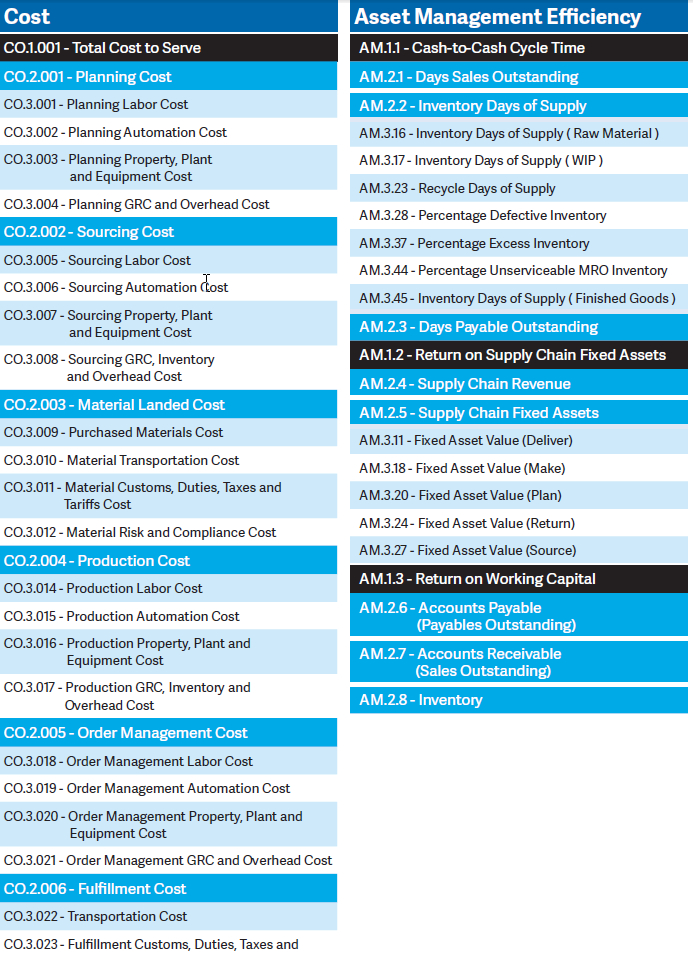 Cost
CO.1.001 - Total Cost to Serve
CO.2.001 - Planning Cost
CO.3.001 - Planning Labor Cost
CO.3.002 - Planning Automation Cost
CO.3.003 - Planning Property, Plant
and Equipment Cost
CO.3.004 - Planning GRC and Overhead Cost
CO.2.002 - Sourcing Cost
CO.3.005 - Sourcing Labor Cost
CO.3.006 - Sourcing Automation Cost
CO.3.007 - Sourcing Property, Plant
and Equipment Cost
CO.3.008 - Sourcing GRC, Inventory
and Overhead Cost
CO.2.003 - Material Landed Cost
CO.3.009 - Purchased Materials Cost
CO.3.010 - Material Transportation Cost
CO.3.011 - Material Customs, Duties, Taxes and
Tariffs Cost
CO.3.012 - Material Risk and Compliance Cost
CO.2.004 - Production Cost
CO.3.014 - Production Labor Cost
CO.3.015 - Production Automation Cost
CO.3.016 - Production Property, Plant and
Equipment Cost
CO.3.017 - Production GRC, Inventory and
Overhead Cost
CO.2.005 - Order Management Cost
CO.3.018 - Order Management Labor Cost
CO.3.019 - Order Management Automation Cost
CO.3.020 - Order Management Property, Plant and
Equipment Cost
CO.3.021 - Order Management GRC and Overhead Cost
CO.2.006 - Fulfillment Cost
CO.3.022 - Transportation Cost
CO.3.023 - Fulfillment Customs, Duties, Taxes and
Asset Management Efficiency
AM.1.1 - Cash-to-Cash Cycle Time
AM.2.1 - Days Sales Outstanding
AM.2.2 - Inventory Days of Supply
AM.3.16 - Inventory Days of Supply ( Raw Material )
AM.3.17 - Inventory Days of Supply ( WIP )
AM.3.23 - Recycle Days of Supply
AM.3.28 - Percentage Defective Inventory
AM.3.37 - Percentage Excess Inventory
AM.3.44 - Percentage Unserviceable MRO Inventory
AM.3.45 - Inventory Days of Supply ( Finished Goods )
AM.2.3 - Days Payable Outstanding
AM.1.2 - Return on Supply Chain Fixed Assets
AM.2.4 - Supply Chain Revenue
AM.2.5 - Supply Chain Fixed Assets
AM.3.11 - Fixed Asset Value (Deliver)
AM.3.18 - Fixed Asset Value (Make)
AM.3.20 - Fixed Asset Value (Plan)
AM.3.24 - Fixed Asset Value (Return)
AM.3.27 - Fixed Asset Value (Source)
AM.1.3 - Return on Working Capital
AM.2.6 - Accounts Payable
(Payables Outstanding)
AM.2.7 - Accounts Receivable
(Sales Outstanding)
AM.2.8 - Inventory